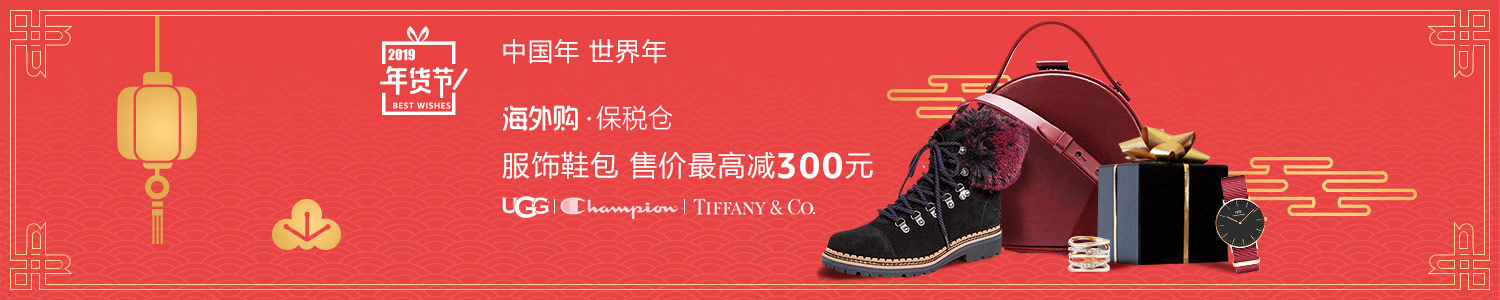 2019
年货节
BEST WISHES
中国年 世界年
海外购·保税仓
服饰鞋包 售价最高减300元
UGG | Champion | TIFFANY & CO.